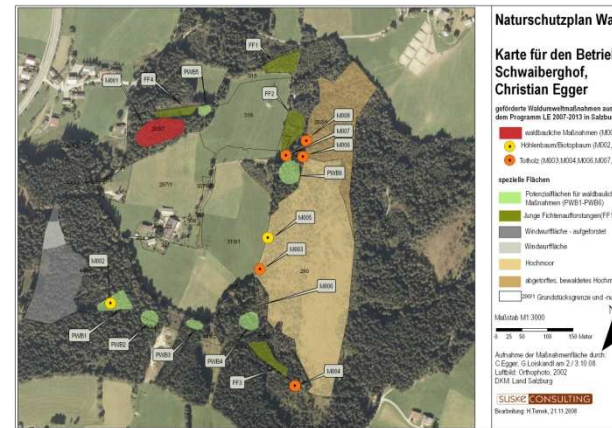 Naturschutzplan Wa
Karte für den Betrie
Schwaiberghof,
Christian Egger
geförderte Waldumweltmaßnahmen aus
dem Programm LE 2007-2013 in Salzbu
waldbauliche Maßnahmen (M00
Höhlenbaum/Biotopbaum (M002,
Totholz (M003,M004,M006,M007,
spezielle Flächen
Potenzialflächen für waldbaulich
Maßnahmen (PWB1-PWB6)
Junge Fichtenaufforstungen(FF1
Windwurffläche - aufgeforstet
Windwurffläche
Hochmoor
abgetorftes, bewaldetes Hochm
Grundstücksgrenze und -nu
Maßstab M1:3000
0 25 50 100 150 Meter
Aufnahme der Maßnahmenfläche durch:
C.Egger, G.Loiskandl am 2./3.10.08
Luftbild: Orthophoto, 2002
DKM: Land Salzburg
SUSKE CONSULTING
Bearbeitung: H.Turnek, 21.11.2008
FF1
PWB5
M001
FF4
FF2
M008
M007
M006
PWB6
M005
M003
M002
M006
PWB1
PWB2
PWB3
PWB4
FF3
M004